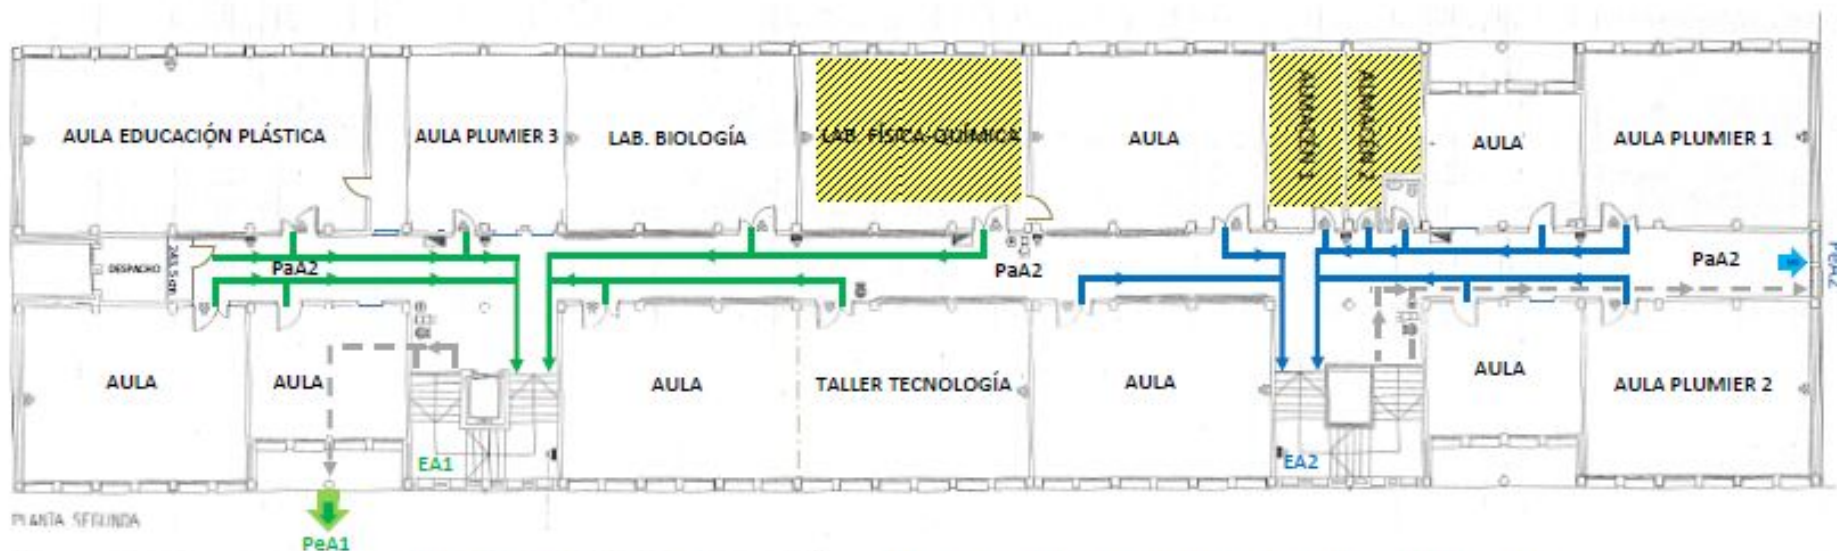 AULA EDUCACIÓN PLÁSTICA
AULA PLUMIER 3
LAB. BIOLOGÍA
LAB. FÍSICA-QUÍMICA
AULA
ALMACÉN 1
ALMACÉN 2
AULA
AULA PLUMIER 1
DESPACHO
PaA2
PaA2
PaA2
PeA2
AULA
AULA
AULA
TALLER TECNOLOGÍA
AULA
AULA
AULA PLUMIER 2
EA1
EA2
PLANTA SEGUNDA
PeA1